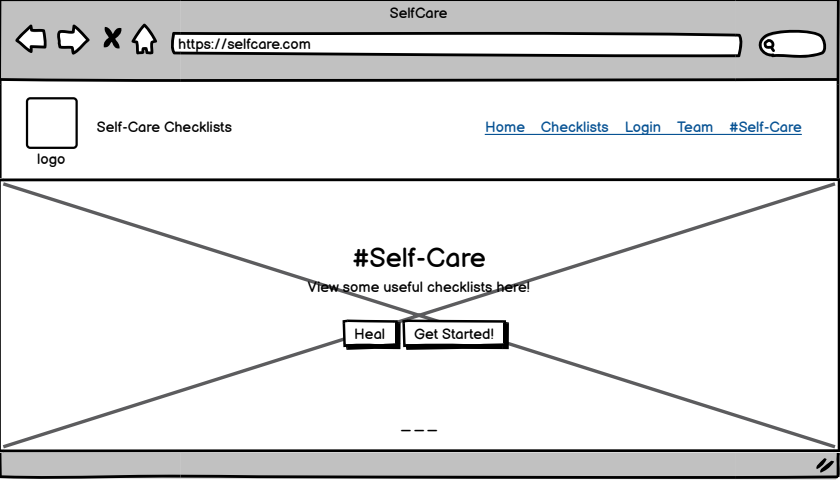 SelfCare
https://selfcare.com
Self-Care Checklists
Home Checklists Login Team #Self-Care
logo
#Self-Care
View some useful checklists here!
Heal Get Started!